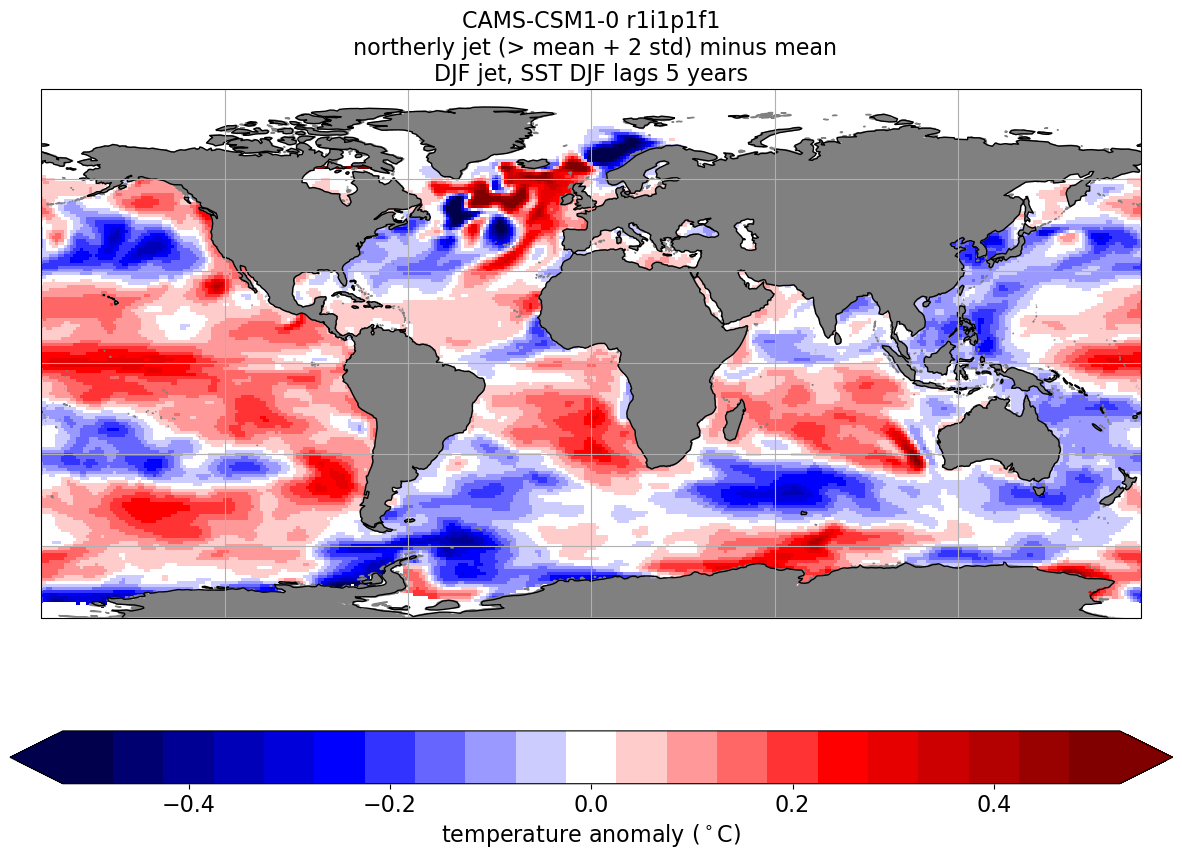 CAMS-CSM1-0 r1i1p1f1
northerly jet (> mean + 2 std) minus mean
DJF jet, SST DJF lags 5 years
−0.4 −0.2 0.0 0.2 0.4
temperature anomaly (°C)